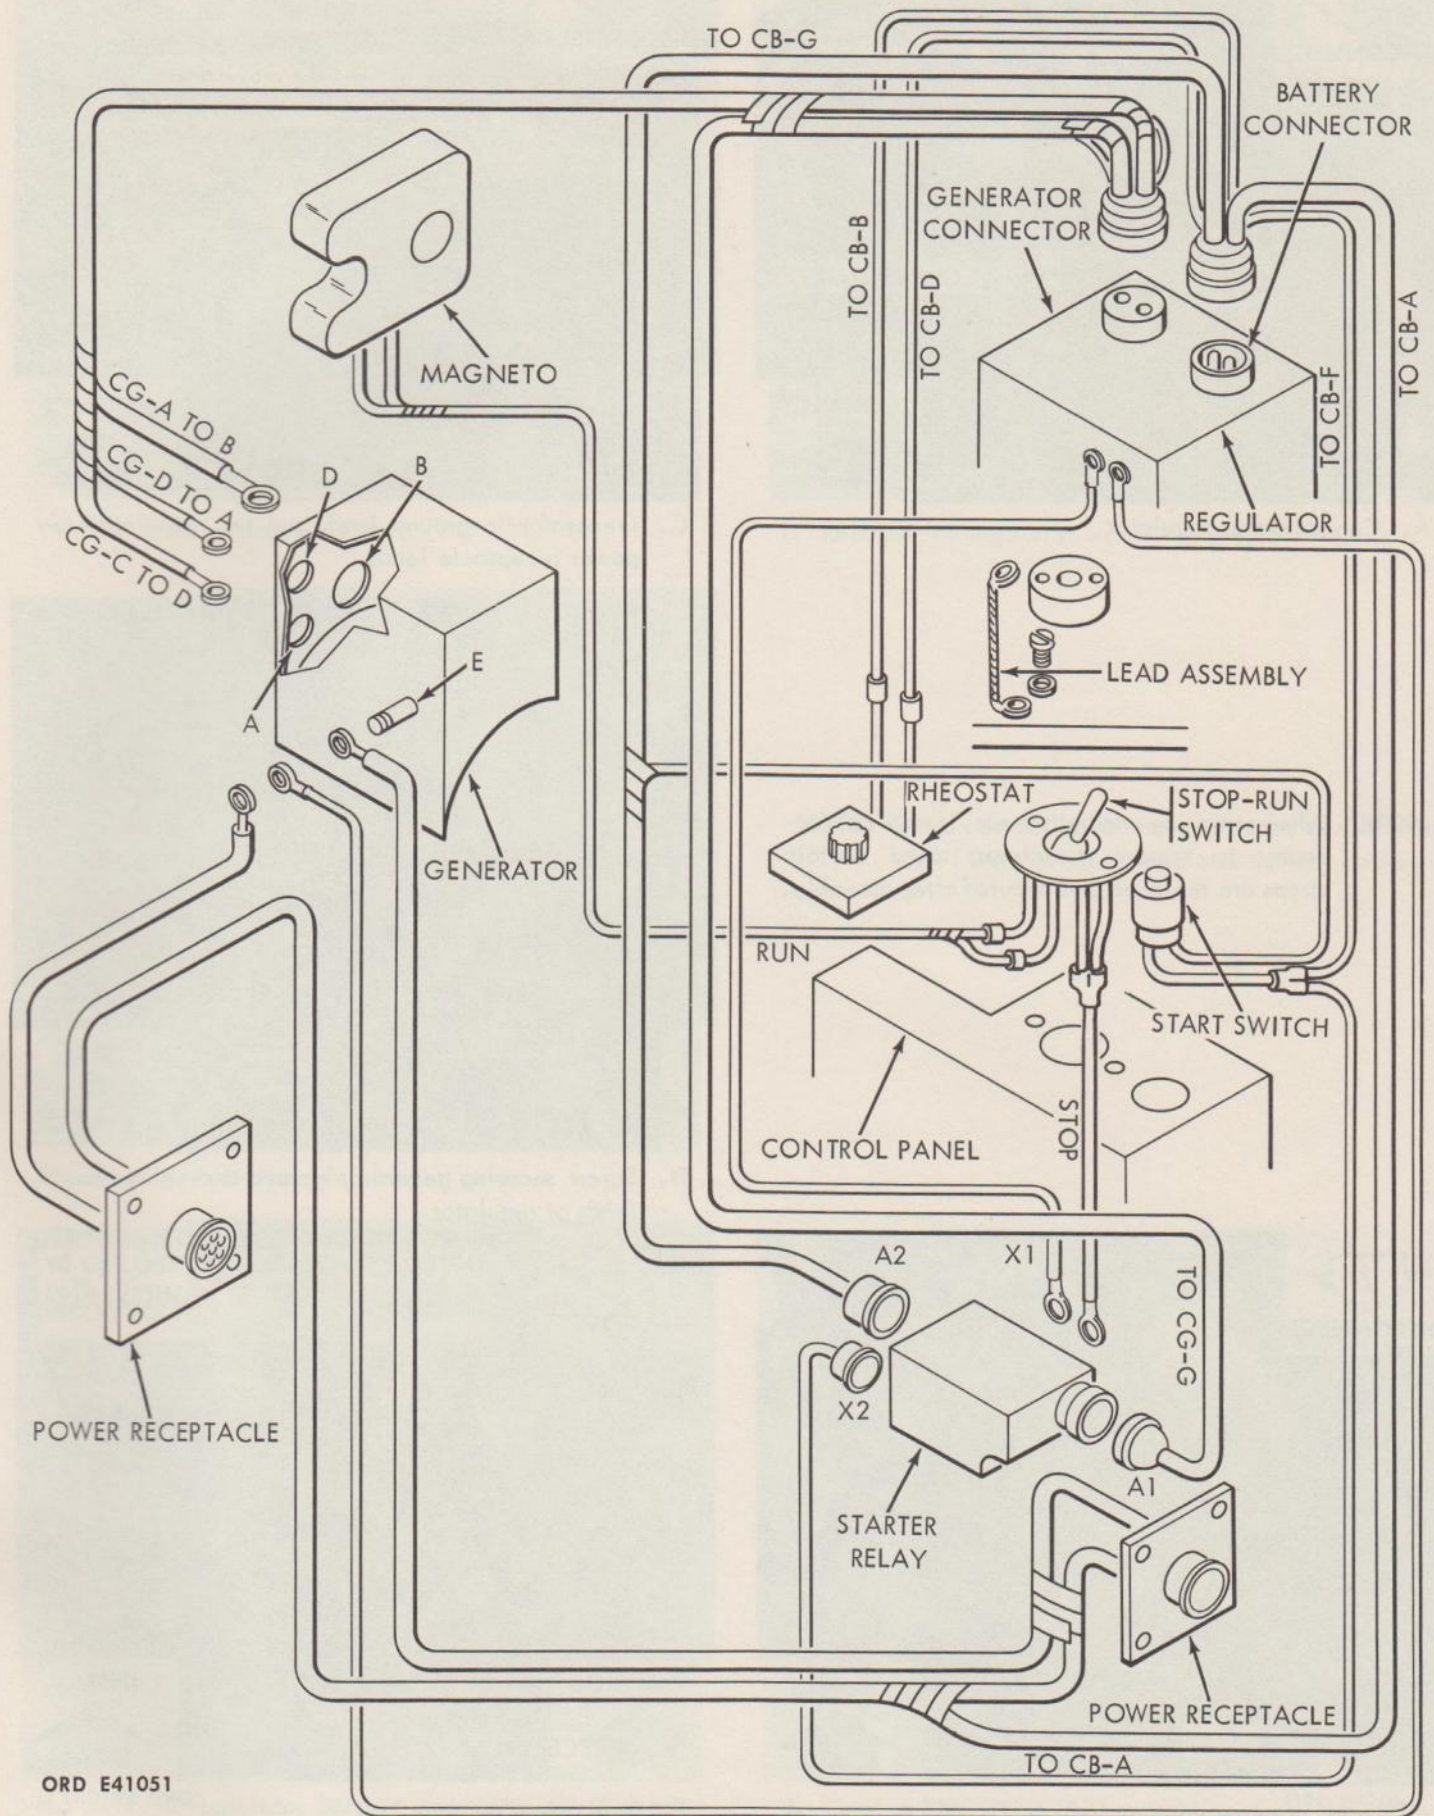 TO CB-G
BATTERY
CONNECTOR
GENERATOR
CONNECTOR
TO CB-B
TO CB-D
TO CB-F
TO CB-A
MAGNETO
CG-A TO B
CG-D TO A
CG-C TO D
D
B
REGULATOR
E
A
LEAD ASSEMBLY
RHEOSTAT
STOP-RUN
SWITCH
GENERATOR
RUN
START SWITCH
STOP
CONTROL PANEL
A2
X1
TO CG-G
X2
POWER RECEPTACLE
A1
STARTER
RELAY
POWER RECEPTACLE
TO CB-A
ORD E41051